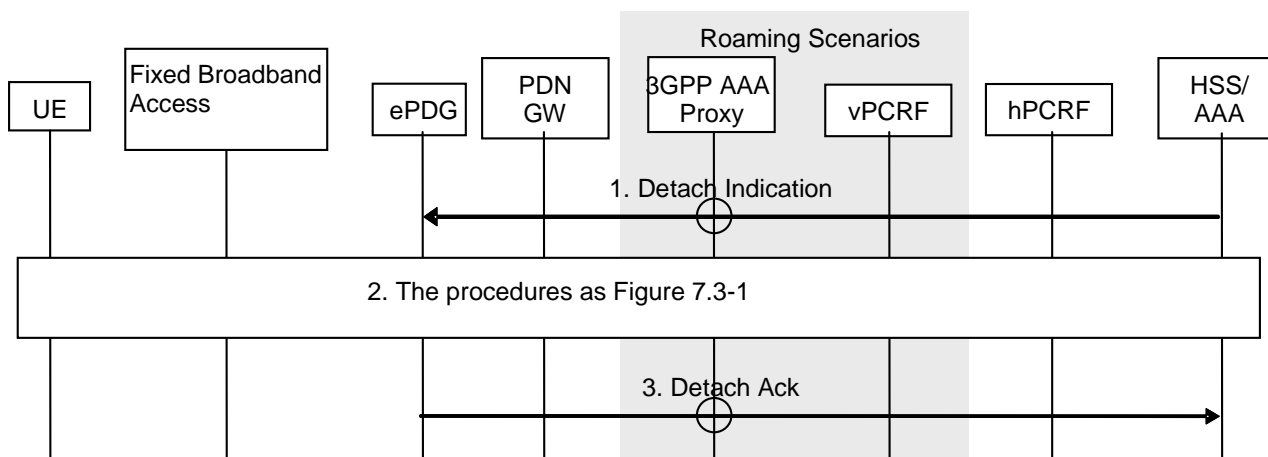 Roaming Scenarios
UE
Fixed Broadband
Access
ePDG
PDN
GW
3GPP AAA
Proxy
vPCRF
hPCRF
HSS/
AAA
1. Detach Indication
2. The procedures as Figure 7.3-1
3. Detach Ack